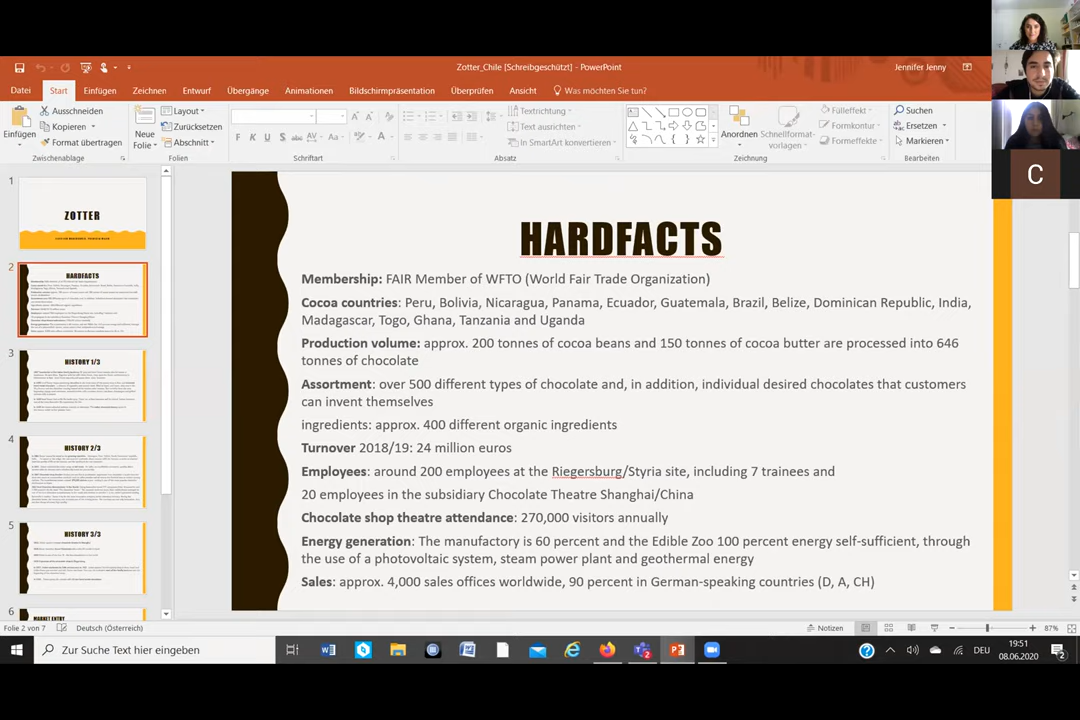 Zotter_Chile [Schreibgeschützt] - PowerPoint
Jennifer Jenny
Datei Start Einfügen Zeichnen Entwurf Übergänge Animationen Bildschirmpräsentation Überprüfen Ansicht Was möchten Sie tun?
Einfügen
Ausschneiden
Kopieren
Format übertragen
Zwischenablage
Neue
Folie
Layout
Zurücksetzen
Abschnitt
Folien
F K U S abc AV Aa A
Schriftart
Textrichtung
Text ausrichten
In SmartArt konvertieren
Absatz
Anordnen
Schnellformat-
vorlagen
Fülleffekt
Formkontur
Formeffekte
Zeichnung
Suchen
Ersetzen
Markieren
Bearbeiten
C
1
ZOTTER
2
HARDFACTS
3
HISTORY 1/3
4
HISTORY 2/3
5
HISTORY 3/3
6
MARKET ENTRY
HARDFACTS
Membership: FAIR Member of WFTO (World Fair Trade Organization)
Cocoa countries: Peru, Bolivia, Nicaragua, Panama, Ecuador, Guatemala, Brazil, Belize, Dominican Republic, India,
Madagascar, Togo, Ghana, Tanzania and Uganda
Production volume: approx. 200 tonnes of cocoa beans and 150 tonnes of cocoa butter are processed into 646
tonnes of chocolate
Assortment: over 500 different types of chocolate and, in addition, individual desired chocolates that customers
can invent themselves
ingredients: approx. 400 different organic ingredients
Turnover 2018/19: 24 million euros
Employees: around 200 employees at the Riegersburg/Styria site, including 7 trainees and
20 employees in the subsidiary Chocolate Theatre Shanghai/China
Chocolate shop theatre attendance: 270,000 visitors annually
Energy generation: The manufactory is 60 percent and the Edible Zoo 100 percent energy self-sufficient, through
the use of a photovoltaic system, steam power plant and geothermal energy
Sales: approx. 4,000 sales offices worldwide, 90 percent in German-speaking countries (D, A, CH)
Folie 2 von 7 Deutsch (Österreich)
Notizen
87%
Zur Suche Text hier eingeben
DEU
19:51
08.06.2020
2